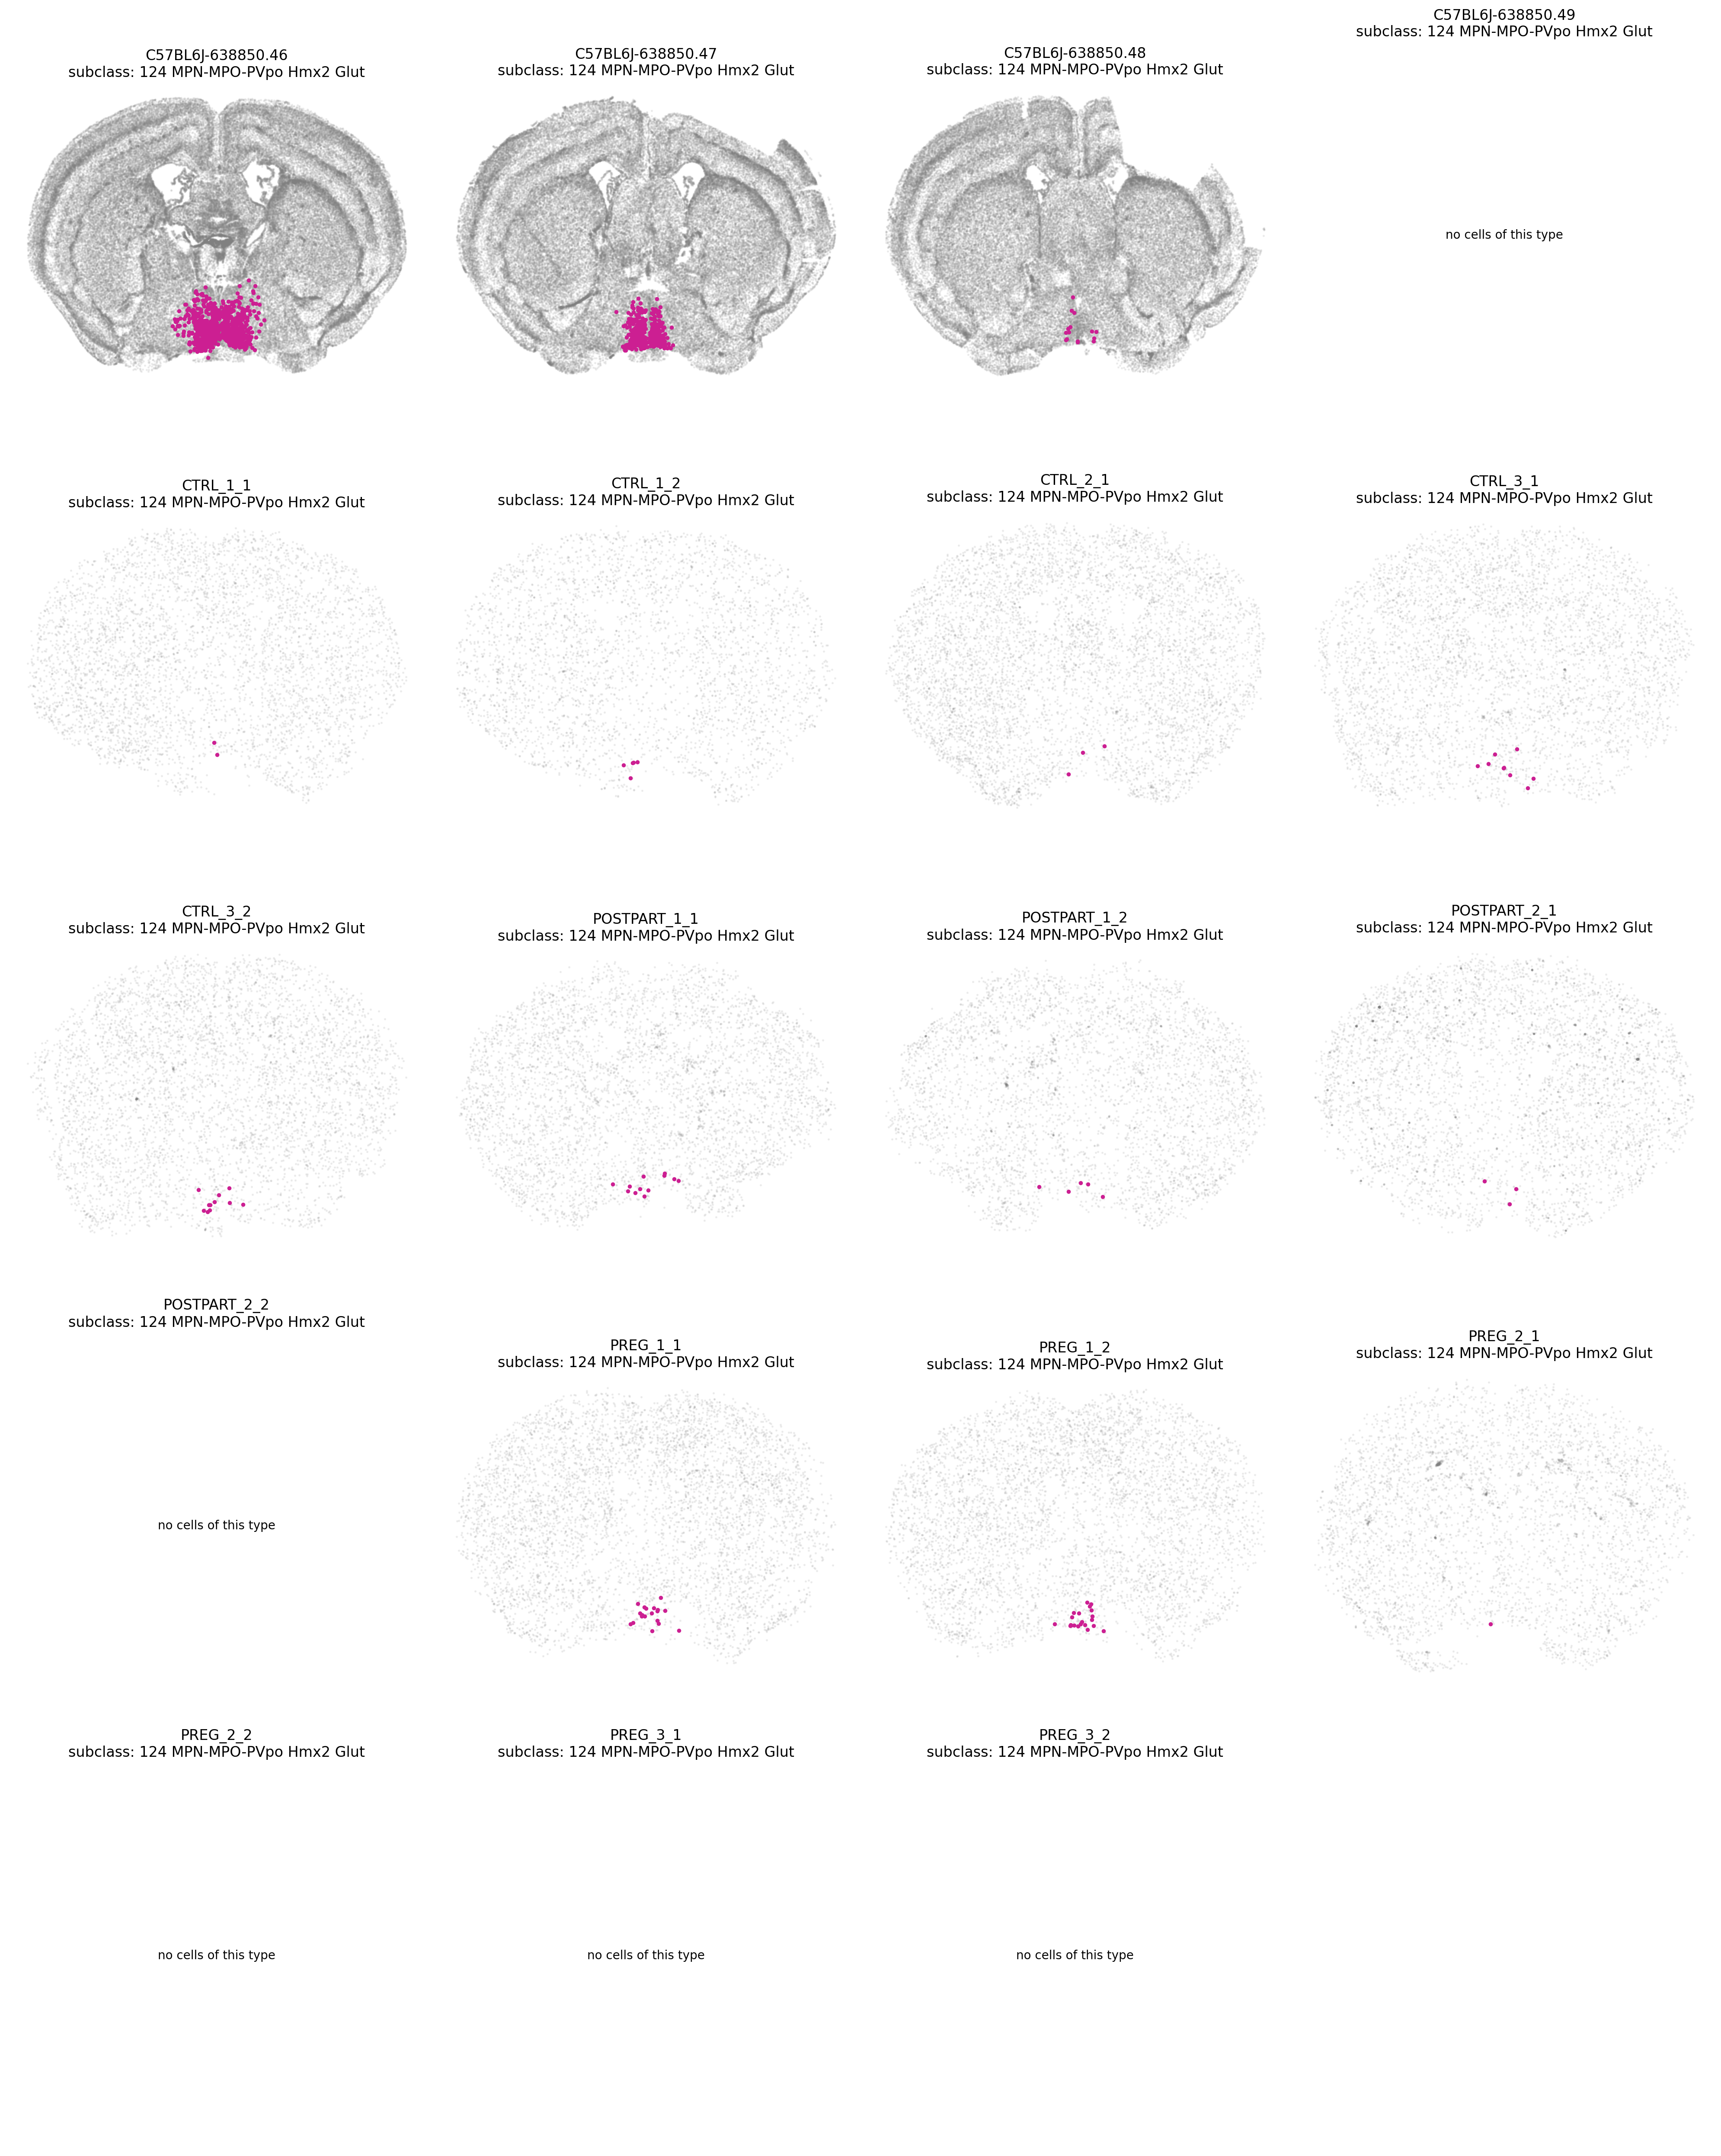 C57BL6J-638850.46
subclass: 124 MPN-MPO-PVpo Hmx2 Glut
C57BL6J-638850.47
subclass: 124 MPN-MPO-PVpo Hmx2 Glut
C57BL6J-638850.48
subclass: 124 MPN-MPO-PVpo Hmx2 Glut
C57BL6J-638850.49
subclass: 124 MPN-MPO-PVpo Hmx2 Glut
no cells of this type
CTRL_1_1
subclass: 124 MPN-MPO-PVpo Hmx2 Glut
CTRL_1_2
subclass: 124 MPN-MPO-PVpo Hmx2 Glut
CTRL_2_1
subclass: 124 MPN-MPO-PVpo Hmx2 Glut
CTRL_3_1
subclass: 124 MPN-MPO-PVpo Hmx2 Glut
CTRL_3_2
subclass: 124 MPN-MPO-PVpo Hmx2 Glut
POSTPART_1_1
subclass: 124 MPN-MPO-PVpo Hmx2 Glut
POSTPART_1_2
subclass: 124 MPN-MPO-PVpo Hmx2 Glut
POSTPART_2_1
subclass: 124 MPN-MPO-PVpo Hmx2 Glut
POSTPART_2_2
subclass: 124 MPN-MPO-PVpo Hmx2 Glut
no cells of this type
PREG_1_1
subclass: 124 MPN-MPO-PVpo Hmx2 Glut
PREG_1_2
subclass: 124 MPN-MPO-PVpo Hmx2 Glut
PREG_2_1
subclass: 124 MPN-MPO-PVpo Hmx2 Glut
PREG_2_2
subclass: 124 MPN-MPO-PVpo Hmx2 Glut
no cells of this type
PREG_3_1
subclass: 124 MPN-MPO-PVpo Hmx2 Glut
no cells of this type
PREG_3_2
subclass: 124 MPN-MPO-PVpo Hmx2 Glut
no cells of this type